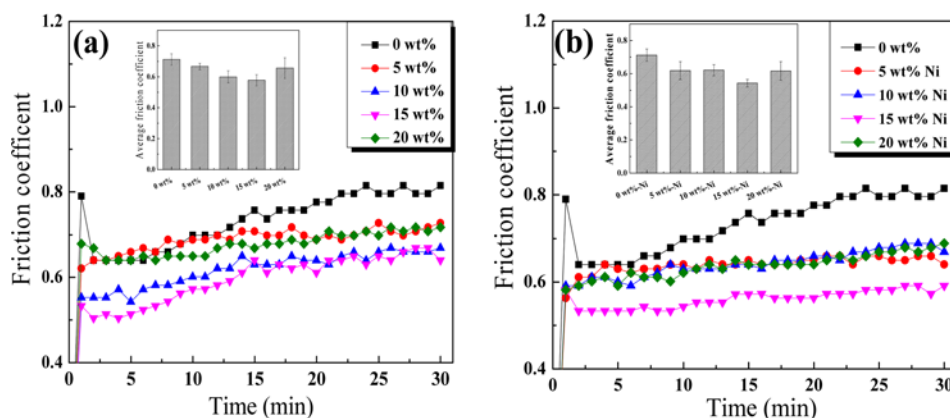 (a)
Friction coefficient
1.2
1.0
0.8
0.6
0.4
0
5
10
15
20
25
30
Time (min)
Average friction coefficient
0.8
0.6
0.4
0.2
0.0
0 wt%
5 wt%
10 wt%
15 wt%
20 wt%
0 wt%
5 wt%
10 wt%
15 wt%
20 wt%
(b)
Friction coefficient
1.2
1.0
0.8
0.6
0.4
0
5
10
15
20
25
30
Time (min)
Average friction coefficient
0.8
0.6
0.4
0.2
0.0
0 wt%-Ni
5 wt%-Ni
10 wt%-Ni
15 wt%-Ni
20 wt%-Ni
0 wt%
5 wt% Ni
10 wt% Ni
15 wt% Ni
20 wt% Ni